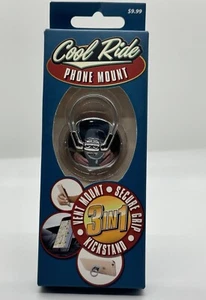 $9.99
Cool Ride
PHONE MOUNT
VENT MOUNT • SECURE GRIP
3 IN 1
KICKSTAND